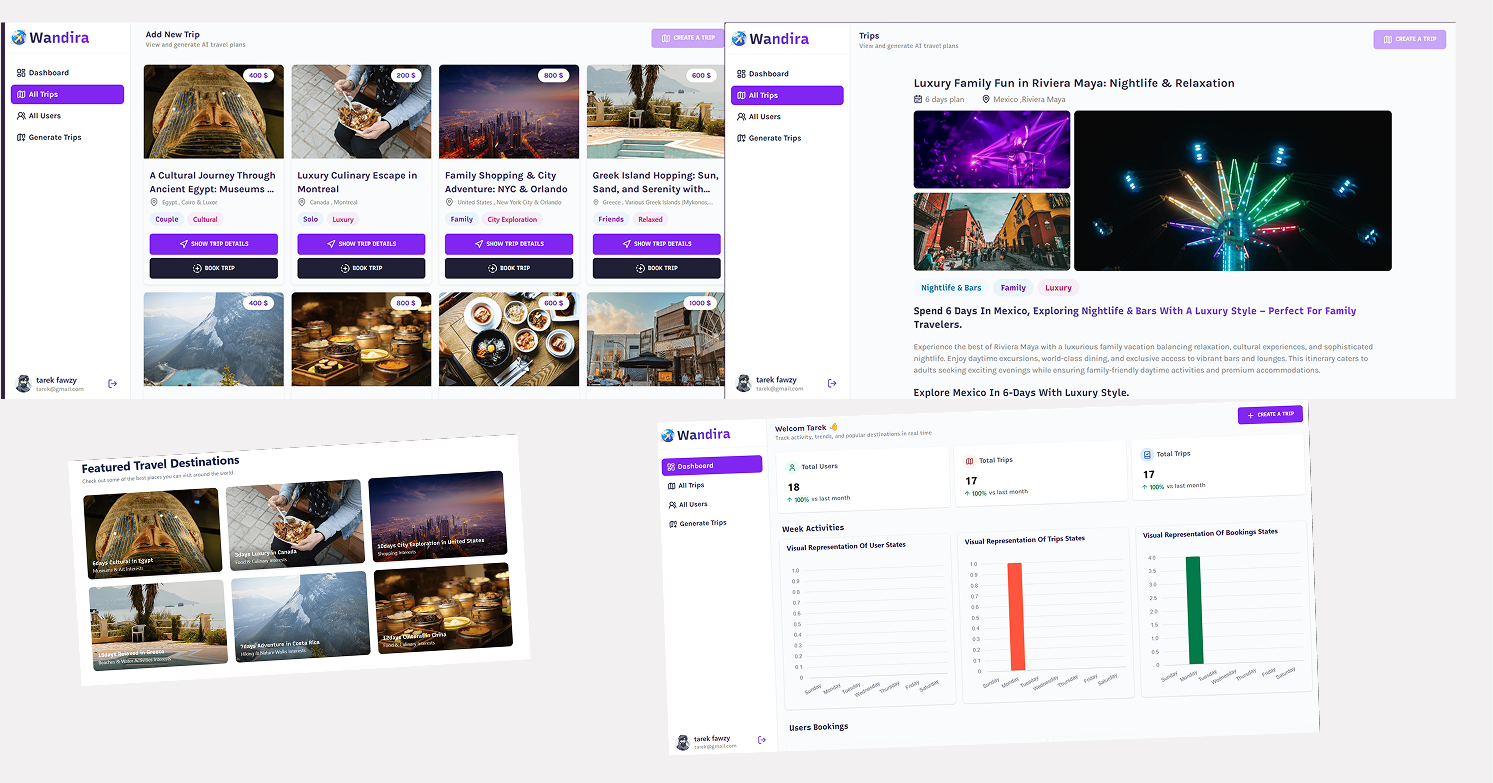 Wandira
Dashboard
All Trips
All Users
Generate Trips
tarek fawzy
tarek@gmail.com
Add New Trip
View and generate AI travel plans
CREATE A TRIP
400 $
200 $
800 $
600 $
A Cultural Journey Through
Ancient Egypt: Museums ...
Egypt , Cairo & Luxor
Couple Cultural
SHOW TRIP DETAILS
BOOK TRIP
Luxury Culinary Escape in
Montreal
Canada , Montreal
Solo Luxury
SHOW TRIP DETAILS
BOOK TRIP
Family Shopping & City
Adventure: NYC & Orlando
United States , New York City & Orlando
Family City Exploration
SHOW TRIP DETAILS
BOOK TRIP
Greek Island Hopping: Sun,
Sand, and Serenity with...
Greece , Various Greek Islands (Mykonos,...
Friends Relaxed
SHOW TRIP DETAILS
BOOK TRIP
400 $
800 $
600 $
1000 $
Wandira
Dashboard
All Trips
All Users
Generate Trips
tarek fawzy
tarek@gmail.com
Trips
View and generate AI travel plans
CREATE A TRIP
Luxury Family Fun in Riviera Maya: Nightlife & Relaxation
6 days plan Mexico ,Riviera Maya
Nightlife & Bars Family Luxury
Spend 6 Days In Mexico, Exploring Nightlife & Bars With A Luxury Style – Perfect For Family
Travelers.
Experience the best of Riviera Maya with a luxurious family vacation balancing relaxation, cultural experiences, and sophisticated
nightlife. Enjoy daytime excursions, world-class dining, and exclusive access to vibrant bars and lounges. This itinerary caters to
adults seeking exciting evenings while ensuring family-friendly daytime activities and premium accommodations.
Explore Mexico In 6-Days With Luxury Style.
Featured Travel Destinations
Check out some of the best places you can visit around the world
6days Cultural in Egypt
Museums & Art Interests
3days Luxury in Canada
Food & Culinary Interests
10days City Exploration in United States
Shopping Interests
15days Relaxed in Greece
Beaches & Water Activities Interests
7days Adventure in Costa Rica
Hiking & Nature Walks Interests
12days Cultural in China
Food & Culinary Interests
Wandira
Dashboard
All Trips
All Users
Generate Trips
tarek fawzy
tarek@gmail.com
Welcom Tarek 👋
Track activity, trends, and popular destinations in real time
CREATE A TRIP
Total Users
18
100% vs last month
Total Trips
17
100% vs last month
Total Trips
17
100% vs last month
Week Activities
Visual Representation Of User States
1.0
0.9
0.8
0.7
0.6
0.5
0.4
0.3
0.2
0.1
0
Sunday Monday Tuesday Wednesday Thursday Friday Saturday
Visual Representation Of Trips States
1.0
0.9
0.8
0.7
0.6
0.5
0.4
0.3
0.2
0.1
0
Sunday Monday Tuesday Wednesday Thursday Friday Saturday
Visual Representation Of Bookings States
4.0
3.5
3.0
2.5
2.0
1.5
1.0
0.5
0
Sunday Monday Tuesday Wednesday Thursday Friday Saturday
Users Bookings